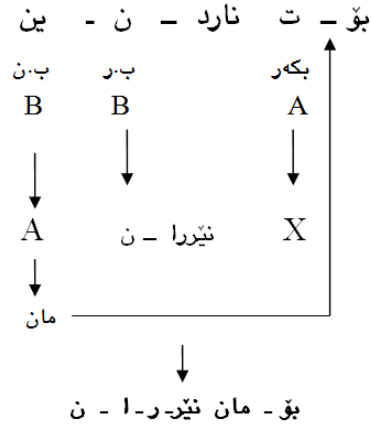 بۆ – ت نارد – ن - ین
بکەر ب.ر ب.ن
A B B
X نێررا – ن A
مان
بۆ - مان نێر-ر-ا - ن